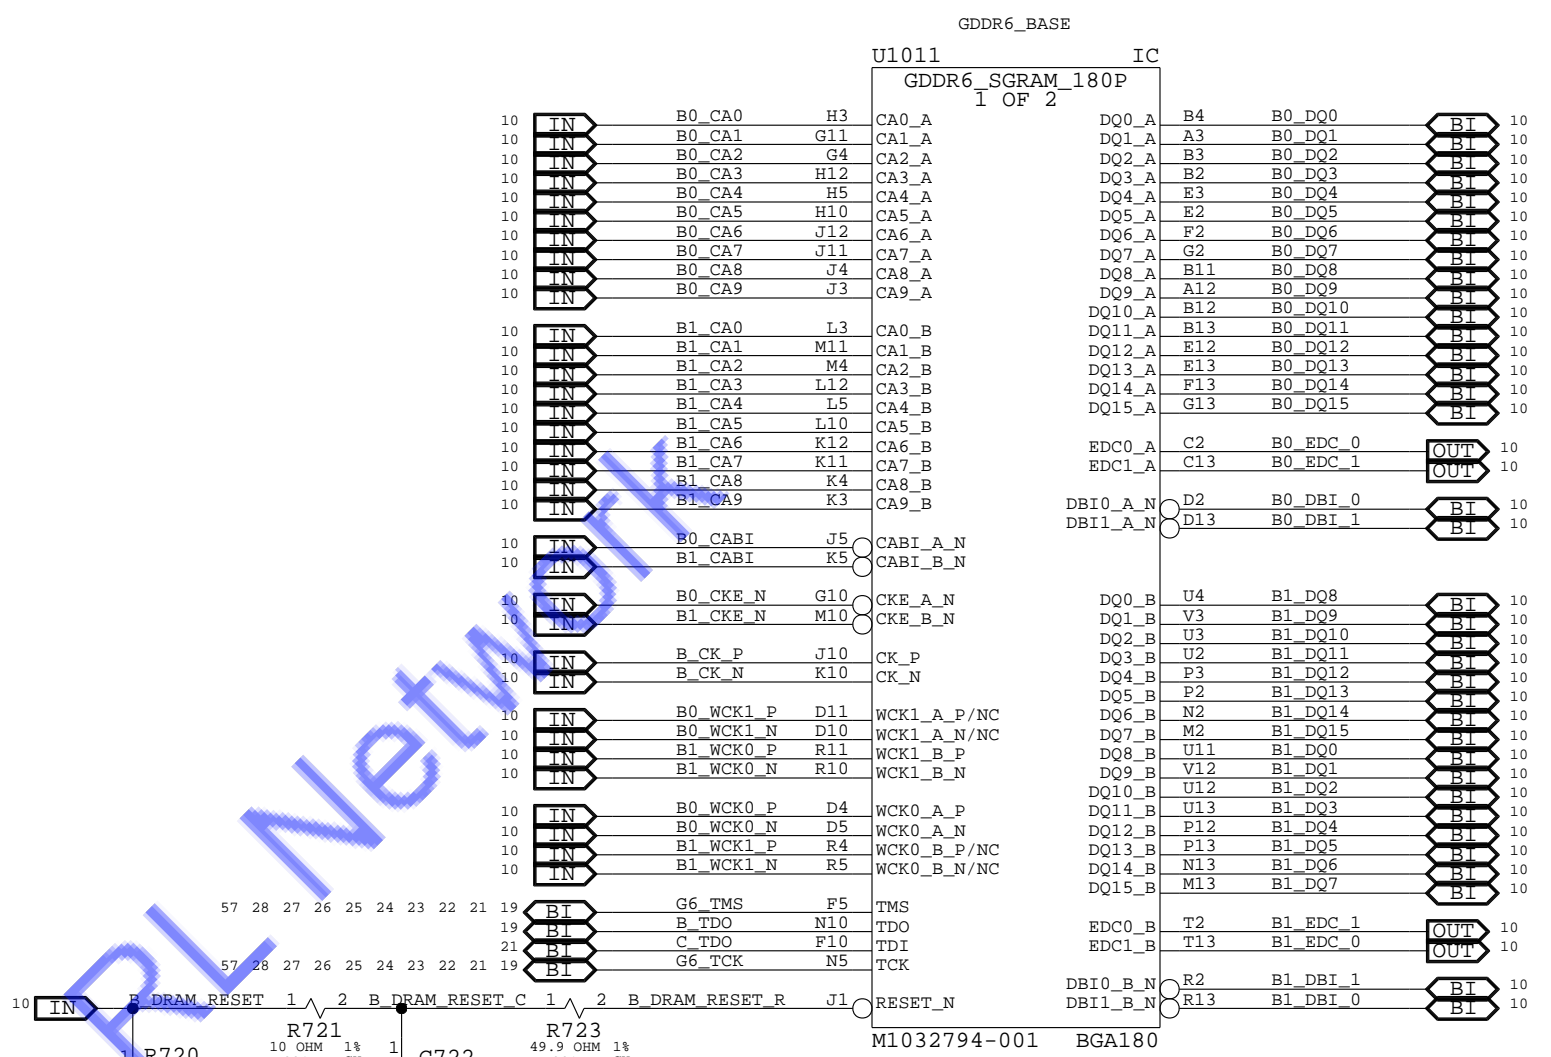 GDDR6_BASE
U1011 IC
GDDR6_SGRAM_180P
1 OF 2
10 IN B0_CA0 H3 CA0_A DQ0_A B4 B0_DQ0 BI 10
10 IN B0_CA1 G11 CA1_A DQ1_A A3 B0_DQ1 BI 10
10 IN B0_CA2 G4 CA2_A DQ2_A B3 B0_DQ2 BI 10
10 IN B0_CA3 H12 CA3_A DQ3_A B2 B0_DQ3 BI 10
10 IN B0_CA4 H5 CA4_A DQ4_A E3 B0_DQ4 BI 10
10 IN B0_CA5 H10 CA5_A DQ5_A E2 B0_DQ5 BI 10
10 IN B0_CA6 J12 CA6_A DQ6_A F2 B0_DQ6 BI 10
10 IN B0_CA7 J11 CA7_A DQ7_A G2 B0_DQ7 BI 10
10 IN B0_CA8 J4 CA8_A DQ8_A B11 B0_DQ8 BI 10
10 IN B0_CA9 J3 CA9_A DQ9_A A12 B0_DQ9 BI 10
DQ10_A B12 B0_DQ10 BI 10
10 IN B1_CA0 L3 CA0_B DQ11_A B13 B0_DQ11 BI 10
10 IN B1_CA1 M11 CA1_B DQ12_A E12 B0_DQ12 BI 10
10 IN B1_CA2 M4 CA2_B DQ13_A E13 B0_DQ13 BI 10
10 IN B1_CA3 L12 CA3_B DQ14_A F13 B0_DQ14 BI 10
10 IN B1_CA4 L5 CA4_B DQ15_A G13 B0_DQ15 BI 10
10 IN B1_CA5 L10 CA5_B
10 IN B1_CA6 K12 CA6_B EDC0_A C2 B0_EDC_0 OUT 10
10 IN B1_CA7 K11 CA7_B EDC1_A C13 B0_EDC_1 OUT 10
10 IN B1_CA8 K4 CA8_B
10 IN B1_CA9 K3 CA9_B DBI0_A_N D2 B0_DBI_0 BI 10
DBI1_A_N D13 B0_DBI_1 BI 10
10 IN B0_CABI J5 CABI_A_N
10 IN B1_CABI K5 CABI_B_N
10 IN B0_CKE_N G10 CKE_A_N DQ0_B U4 B1_DQ8 BI 10
10 IN B1_CKE_N M10 CKE_B_N DQ1_B V3 B1_DQ9 BI 10
DQ2_B U3 B1_DQ10 BI 10
10 IN B_CK_P J10 CK_P DQ3_B U2 B1_DQ11 BI 10
10 IN B_CK_N K10 CK_N DQ4_B P3 B1_DQ12 BI 10
DQ5_B P2 B1_DQ13 BI 10
10 IN B0_WCK1_P D11 WCK1_A_P/NC DQ6_B N2 B1_DQ14 BI 10
10 IN B0_WCK1_N D10 WCK1_A_N/NC DQ7_B M2 B1_DQ15 BI 10
10 IN B1_WCK0_P R11 WCK1_B_P DQ8_B U11 B1_DQ0 BI 10
10 IN B1_WCK0_N R10 WCK1_B_N DQ9_B V12 B1_DQ1 BI 10
DQ10_B U12 B1_DQ2 BI 10
10 IN B0_WCK0_P D4 WCK0_A_P DQ11_B U13 B1_DQ3 BI 10
10 IN B0_WCK0_N D5 WCK0_A_N DQ12_B P12 B1_DQ4 BI 10
10 IN B1_WCK1_P R4 WCK0_B_P/NC DQ13_B P13 B1_DQ5 BI 10
10 IN B1_WCK1_N R5 WCK0_B_N/NC DQ14_B N13 B1_DQ6 BI 10
DQ15_B M13 B1_DQ7 BI 10
57 28 27 26 25 24 23 22 21 19 BI G6_TMS F5 TMS
19 BI B_TDO N10 TDO EDC0_B T2 B1_EDC_1 OUT 10
21 BI C_TDO F10 TDI EDC1_B T13 B1_EDC_0 OUT 10
57 28 27 26 25 24 23 22 21 19 BI G6_TCK N5 TCK
DBI0_B_N R2 B1_DBI_1 BI 10
10 IN B_DRAM_RESET 1 2 B_DRAM_RESET_C 1 2 B_DRAM_RESET_R J1 RESET_N DBI1_B_N R13 B1_DBI_0 BI 10
R721 R723
10 OHM 1% 49.9 OHM 1%
M1032794-001 BGA180
1 R720 1 C722
RL Network